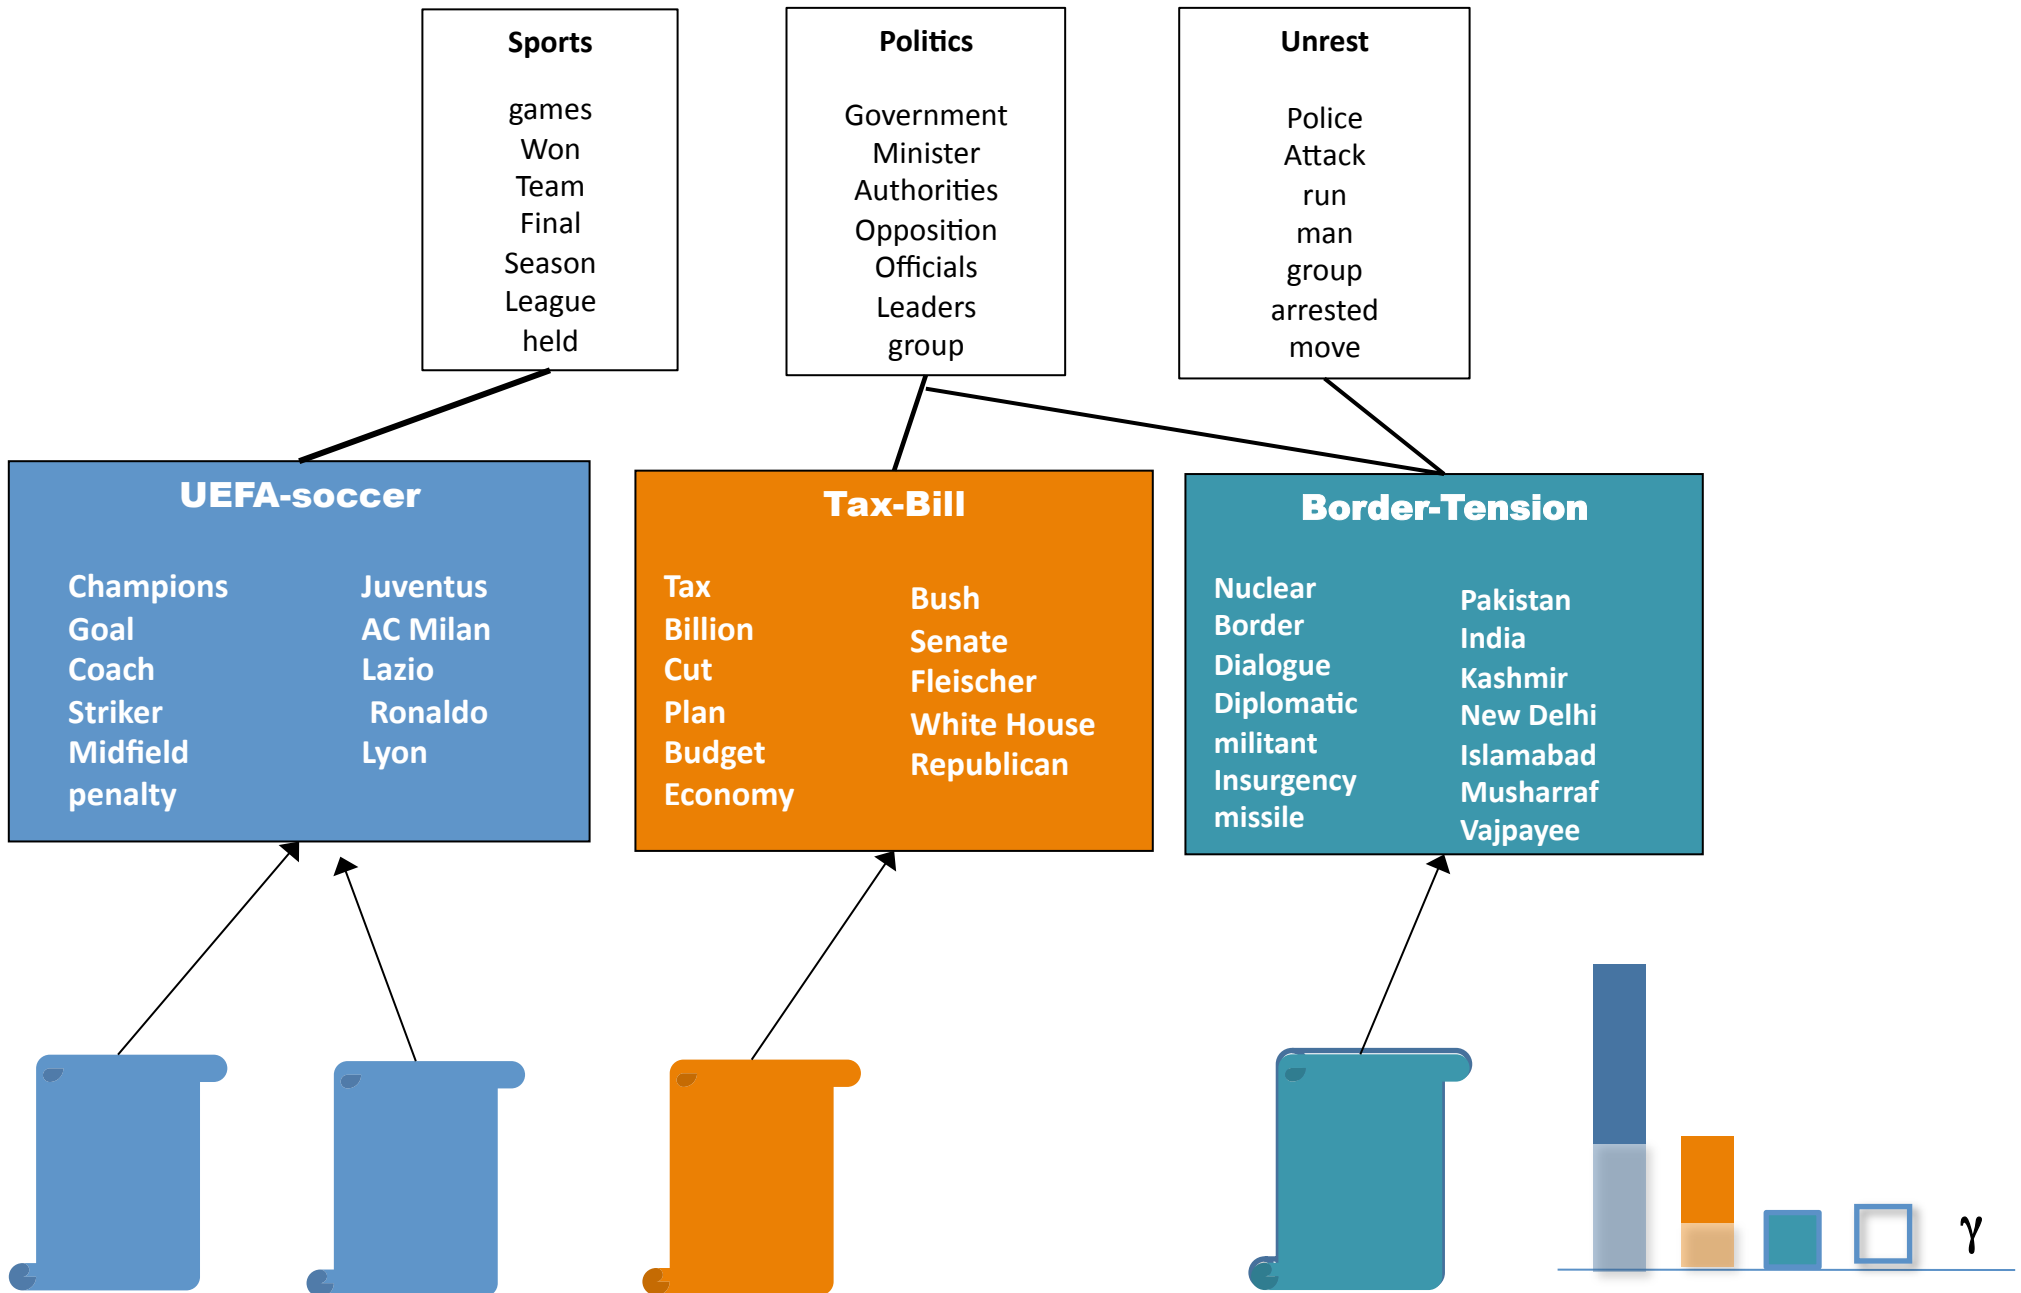 Sports
games
Won
Team
Final
Season
League
held
Politics
Government
Minister
Authorities
Opposition
Officials
Leaders
group
Unrest
Police
Attack
run
man
group
arrested
move
UEFA-soccer
Champions
Goal
Coach
Striker
Midfield
penalty
Juventus
AC Milan
Lazio
Ronaldo
Lyon
Tax-Bill
Tax
Billion
Cut
Plan
Budget
Economy
Bush
Senate
Fleischer
White House
Republican
Border-Tension
Nuclear
Border
Dialogue
Diplomatic
militant
Insurgency
missile
Pakistan
India
Kashmir
New Delhi
Islamabad
Musharraf
Vajpayee
γ